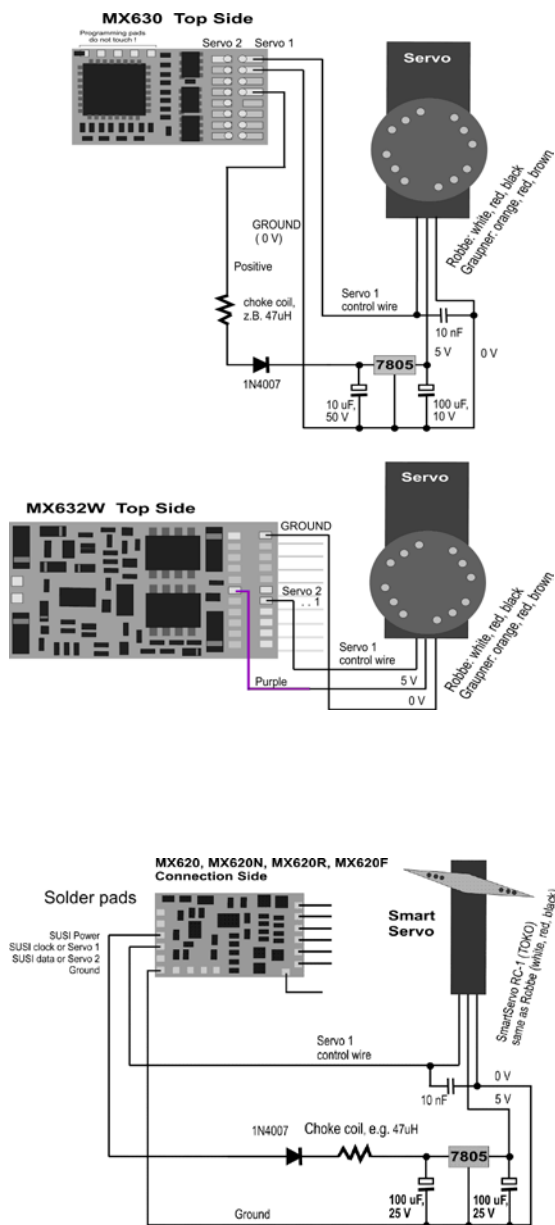 MX630 Top Side
Programming pads
do not touch !
Servo 2 Servo 1
Servo
Robbe: white, red, black
Graupner: orange, red, brown
GROUND
( 0 V)
Positive
choke coil,
z.B. 47uH
Servo 1
control wire
10 nF
5 V
0 V
7805
1N4007
10 uF,
50 V
100 uF,
10 V
MX632W Top Side
Servo
GROUND
Servo 2
. . 1
Robbe: white, red, black
Graupner: orange, red, brown
Servo 1
control wire
5 V
Purple
0 V
MX620, MX620N, MX620R, MX620F
Connection Side
Solder pads
SUSI Power
SUSI clock or Servo 1
SUSI data or Servo 2
Ground
Smart
Servo
SmartServo RC-1 (TOKO)
same as Robbe (white, red, black)
Servo 1
control wire
0 V
10 nF
5 V
1N4007
Choke coil, e.g. 47uH
7805
100 uF,
25 V
100 uF,
25 V
Ground